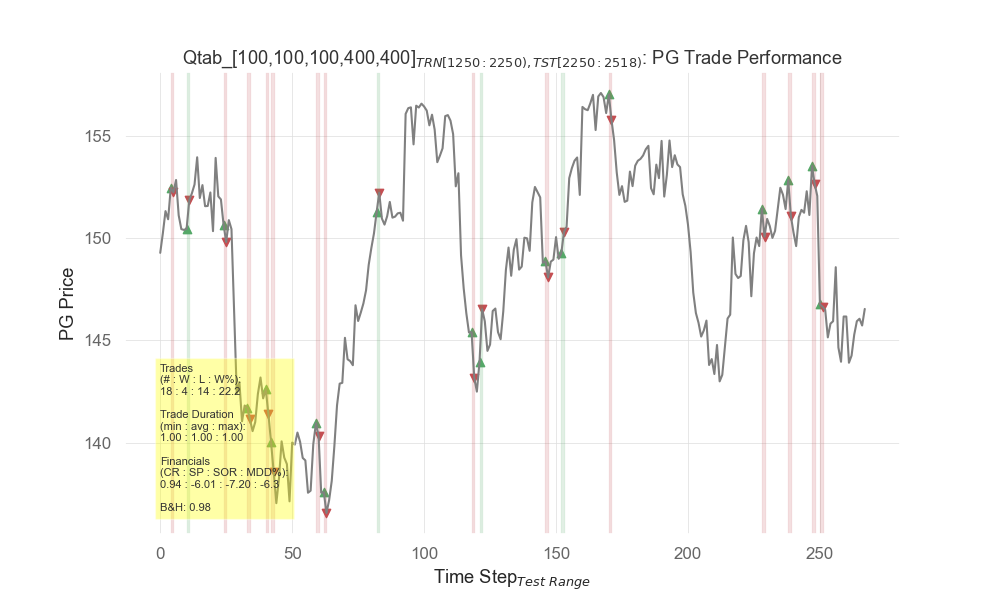 Qtab_[100,100,100,400,400]TRN[1250:2250),TST[2250:2518): PG Trade Performance
155
150
145
140
PG Price
Trades
(# : W : L : W%):
18 : 4 : 14 : 22.2
Trade Duration
(min : avg : max):
1.00 : 1.00 : 1.00
Financials
(CR : SP : SOR : MDD%):
0.94 : -6.01 : -7.20 : -6.3
B&H: 0.98
0 50 100 150 200 250
Time StepTest Range